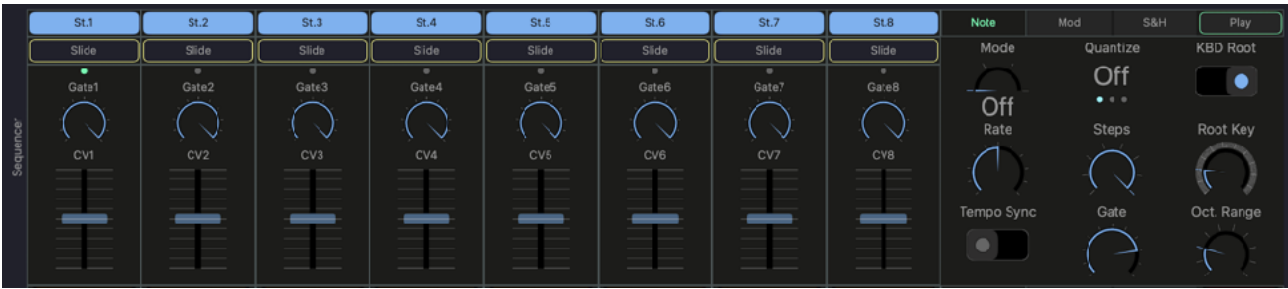 St.1 St.2 St.3 St.4 St.5 St.6 St.7 St.8 Note Mod S&H Play
Slide Slide Slide Slide Slide Slide Slide Slide
Mode Quantize KBD Root
Gate1 Gate2 Gate3 Gate4 Gate5 Gate6 Gate7 Gate8
Off
Off
Sequencer
Rate Steps Root Key
CV1 CV2 CV3 CV4 CV5 CV6 CV7 CV8
Tempo Sync Gate Oct. Range